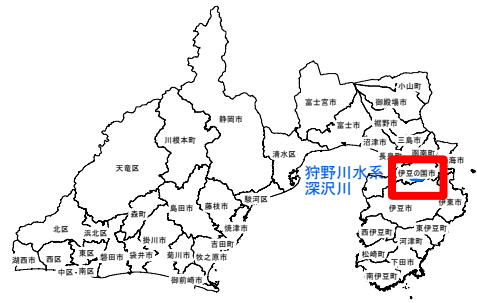 小山町
御殿場市
富士宮市
裾野市
静岡市
富士市
川根本町
三島市
沼津市
函南町
清水区
天竜区
狩野川水系
深沢川
伊豆の国市
駿河区
伊東市
藤枝市
島田市
伊豆市
森町
焼津市
北区
浜北区
掛川市
吉田町
西伊豆町
東伊豆町
河津町
湖西市
西区
東区
磐田市
袋井市
菊川市
牧之原市
松崎町
下田市
中区
南区
御前崎市
南伊豆町